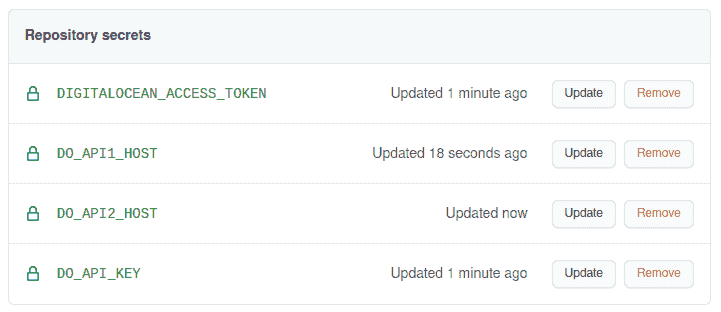 Repository secrets
DIGITALOCEAN_ACCESS_TOKEN Updated 1 minute ago Update Remove
DO_API1_HOST Updated 18 seconds ago Update Remove
DO_API2_HOST Updated now Update Remove
DO_API_KEY Updated 1 minute ago Update Remove